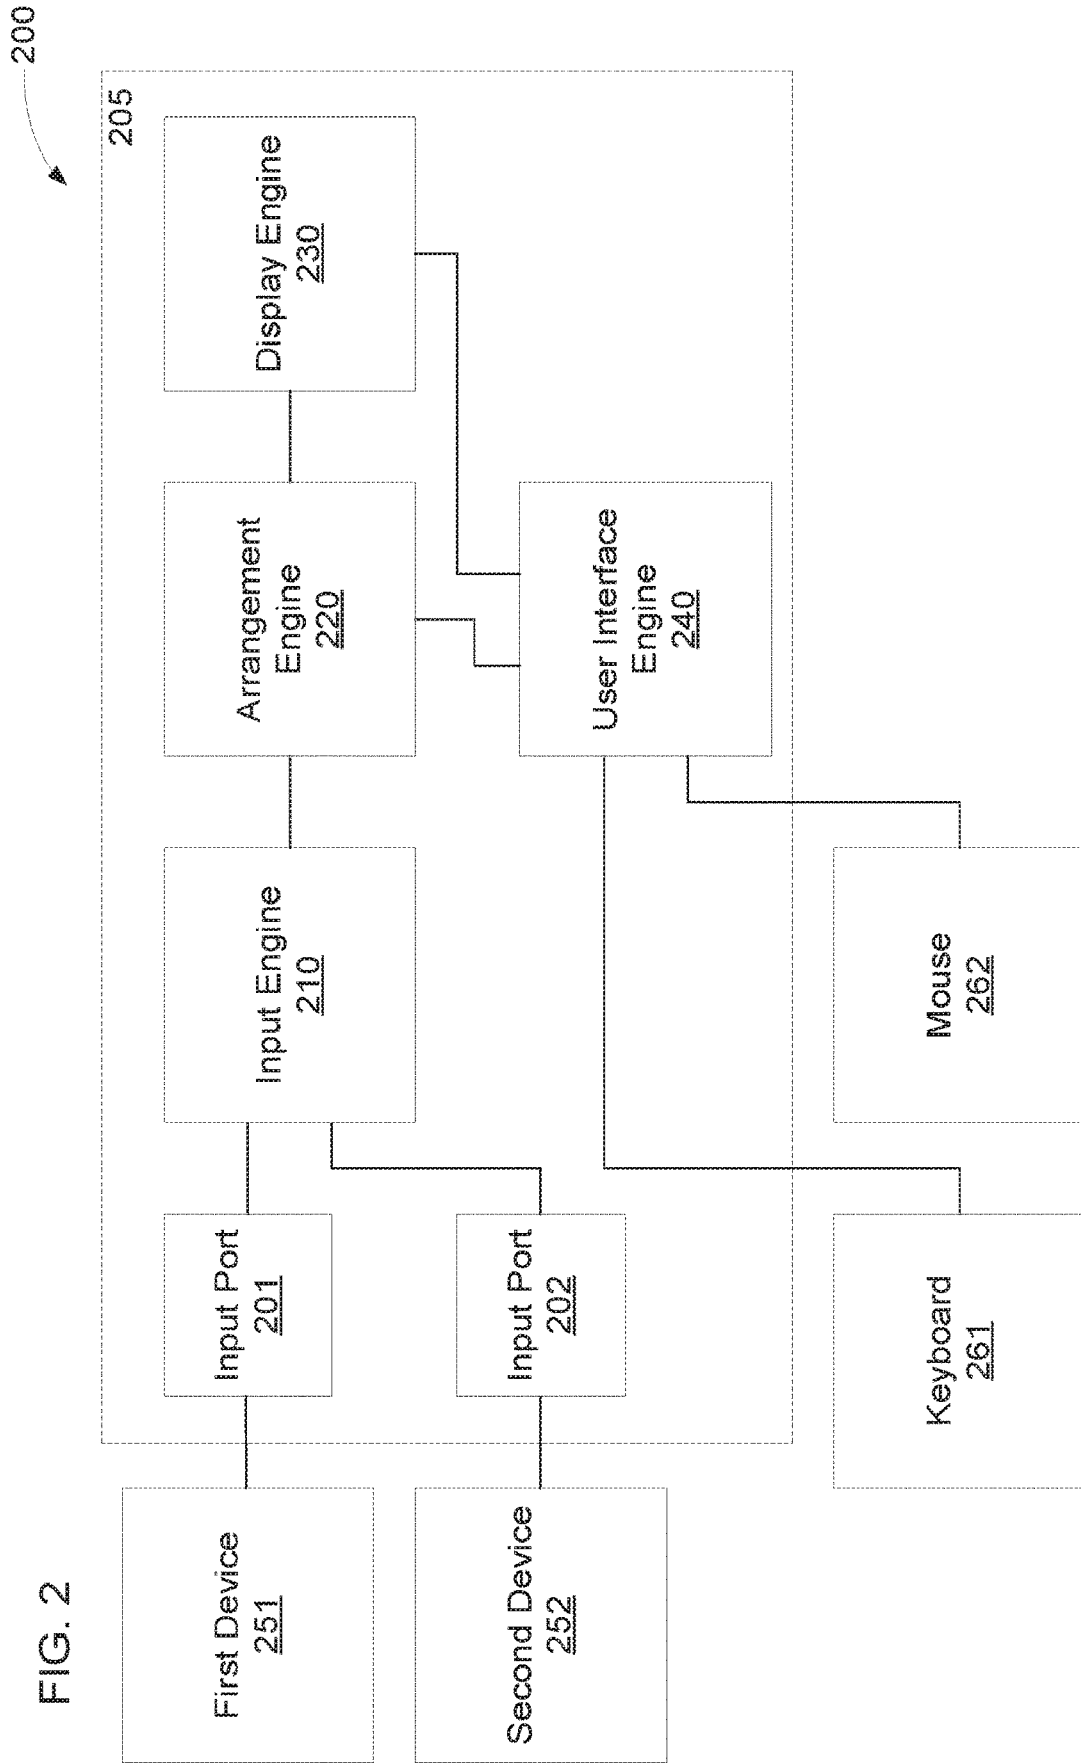 FIG. 2
200
205
First Device
251
Input Port
201
Input Engine
210
Arrangement
Engine
220
Display Engine
230
Second Device
252
Input Port
202
User Interface
Engine
240
Keyboard
261
Mouse
262